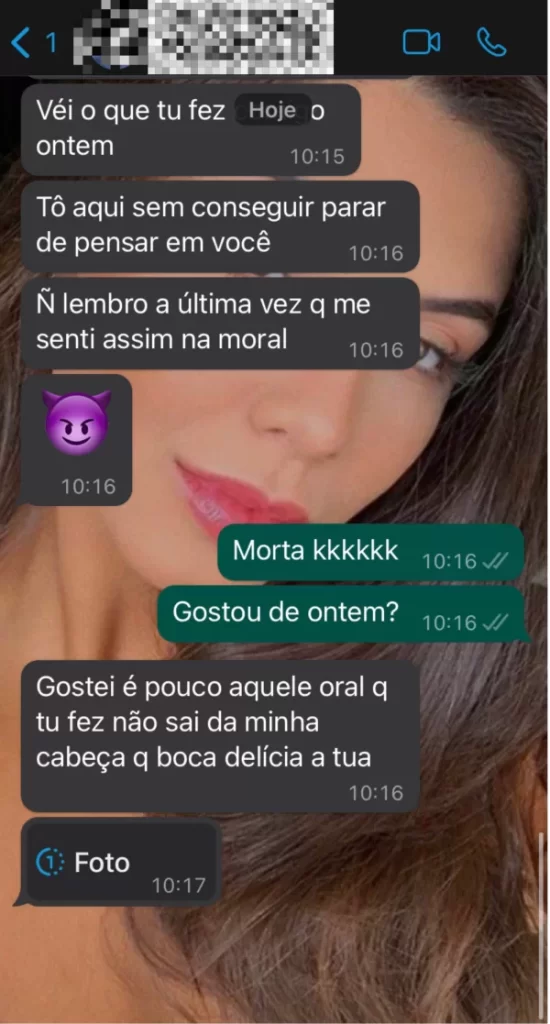 1
Véi o que tu fez Hoje o
ontem
10:15
Tô aqui sem conseguir parar
de pensar em você
10:16
Ñ lembro a última vez q me
senti assim na moral
10:16
10:16
Morta kkkkkk 10:16
Gostou de ontem? 10:16
Gostei é pouco aquele oral q
tu fez não sai da minha
cabeça q boca delícia a tua
10:16
1 Foto
10:17